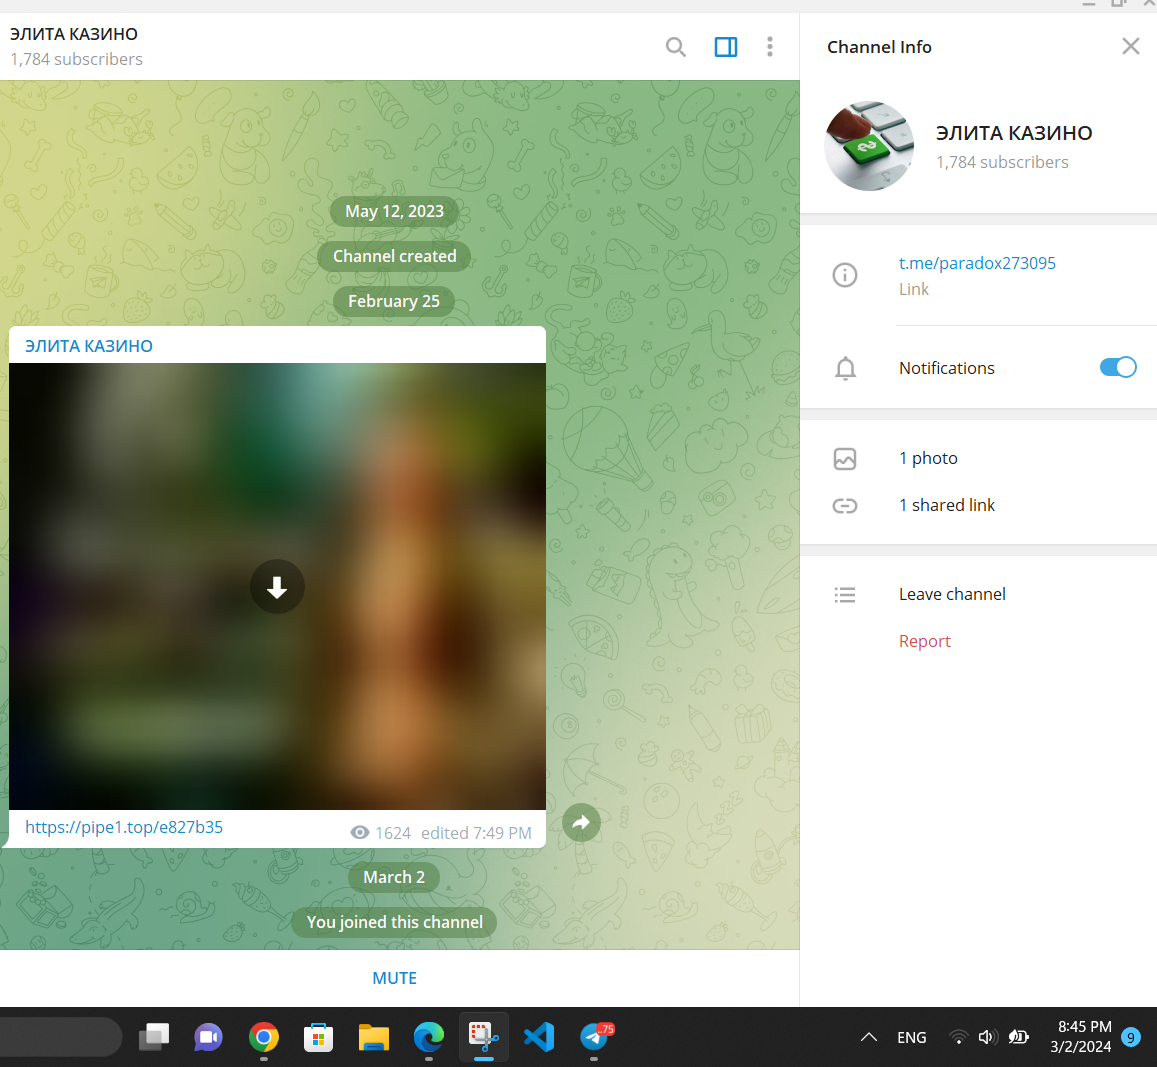 ЭЛИТА КАЗИНО
1,784 subscribers
May 12, 2023
Channel created
February 25
ЭЛИТА КАЗИНО
https://pipe1.top/e827b35
1624 edited 7:49 PM
March 2
You joined this channel
MUTE
Channel Info
ЭЛИТА КАЗИНО
1,784 subscribers
t.me/paradox273095
Link
Notifications
1 photo
1 shared link
Leave channel
Report
..75
ENG
8:45 PM
3/2/2024
9